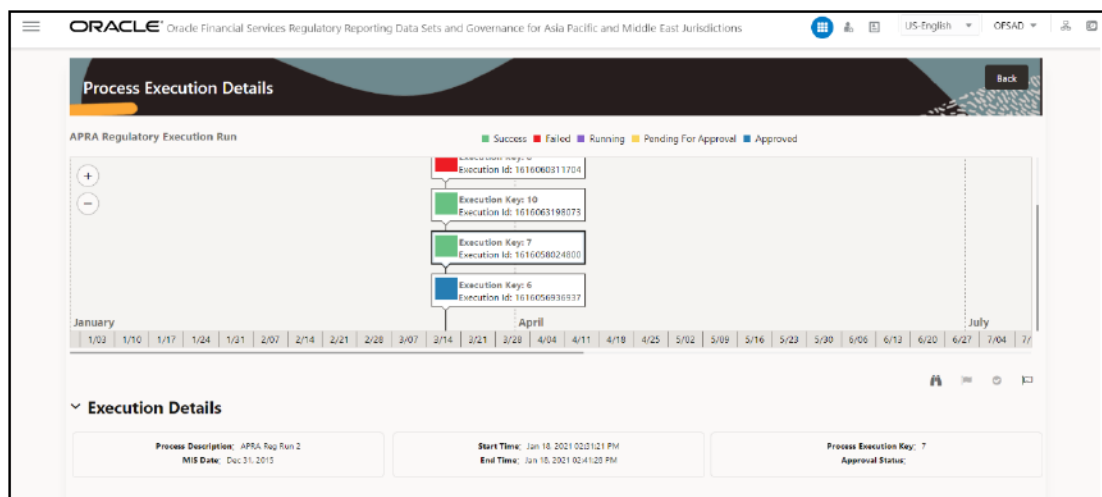 ORACLE Oracle Financial Services Regulatory Reporting Data Sets and Governance for Asia Pacific and Middle East Jurisdictions US-English OFSAD
Process Execution Details
Back
APRA Regulatory Execution Run
Success Failed Running Pending For Approval Approved
Execution Id: 1616060311704
Execution Key: 10
Execution Id: 1616063198073
Execution Key: 7
Execution Id: 1616058024800
Execution Key: 6
Execution Id: 1616056936937
January April July
1/03 1/10 1/17 1/24 1/31 2/07 2/14 2/21 2/28 3/07 3/14 3/21 3/28 4/04 4/11 4/18 4/25 5/02 5/09 5/16 5/23 5/30 6/06 6/13 6/20 6/27 7/04 7/
Execution Details
Process Description: APRA Reg Run 2
MIS Date: Dec 31, 2015
Start Time: Jan 18, 2021 02:31:21 PM
End Time: Jan 18, 2021 02:41:28 PM
Process Execution Key: 7
Approval Status: